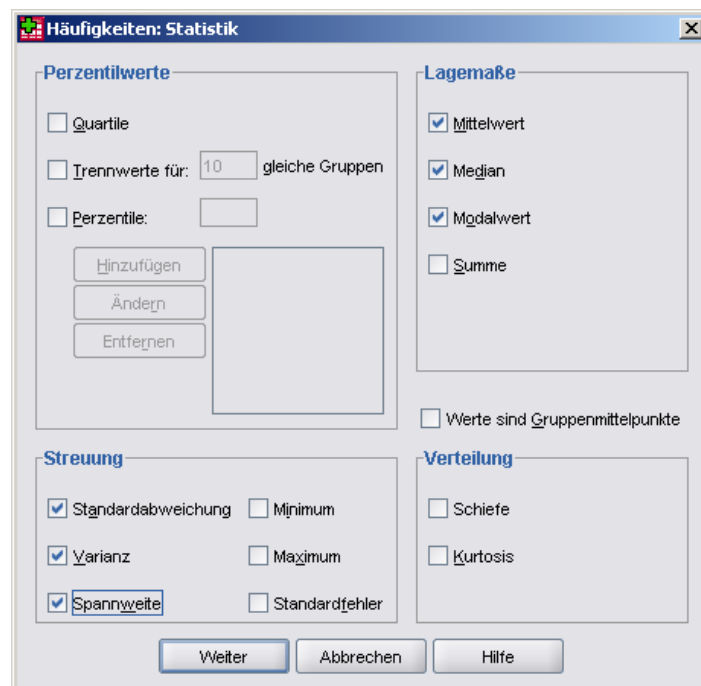 Häufigkeiten: Statistik
Perzentilwerte
Quartile
Trennwerte für: 10 gleiche Gruppen
Perzentile:
Hinzufügen
Ändern
Entfernen
Lagemaße
Mittelwert
Median
Modalwert
Summe
Werte sind Gruppenmittelpunkte
Streuung
Standardabweichung Minimum
Varianz Maximum
Spannweite Standardfehler
Verteilung
Schiefe
Kurtosis
Weiter Abbrechen Hilfe